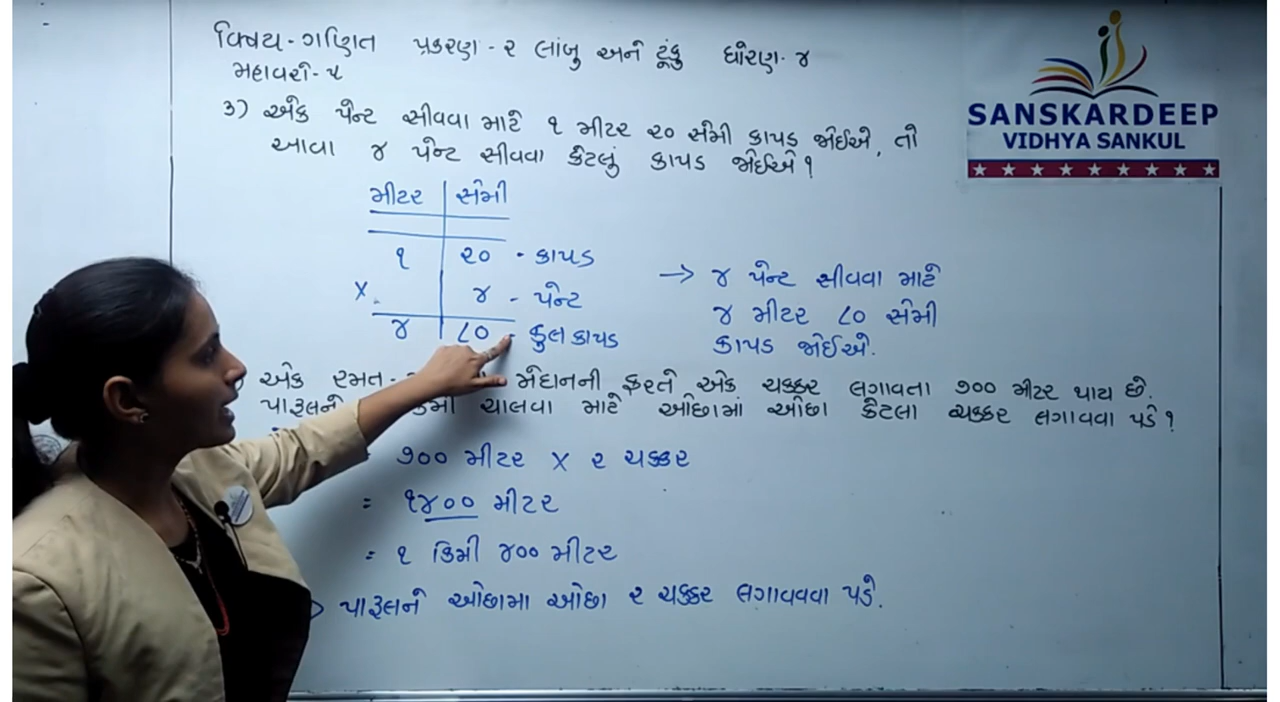 વિષય-ગણિત પ્રકરણ-૨ લાંબુ અને ટૂંકુ ધોરણ-૪
મહાવરો-૫
૩) એક પેન્ટ સીવવા માટે ૧ મીટર ૨૦ સેમી કાપડ જોઈએ, તો
આવા ૪ પેન્ટ સીવવા કેટલું કાપડ જોઈએ?
મીટર સેમી
૧ ૨૦ - કાપડ
X ૪ - પેન્ટ
૪ ૮૦ - કુલ કાપડ
→ ૪ પેન્ટ સીવવા માટે
૪ મીટર ૮૦ સેમી
કાપડ જોઈએ.
એક રમત- મેદાનની ફરતે એક ચક્કર લગાવતા ૭૦૦ મીટર થાય છે.
પારૂલને કિમી ચાલવા માટે ઓછામાં ઓછા કેટલા ચક્કર લગાવવા પડે?
૭૦૦ મીટર X ૨ ચક્કર
= ૧૪૦૦ મીટર
= ૧ કિમી ૪૦૦ મીટર
પારૂલને ઓછામા ઓછા ૨ ચક્કર લગાવવવા પડે.
SANSKARDEEP
VIDHYA SANKUL